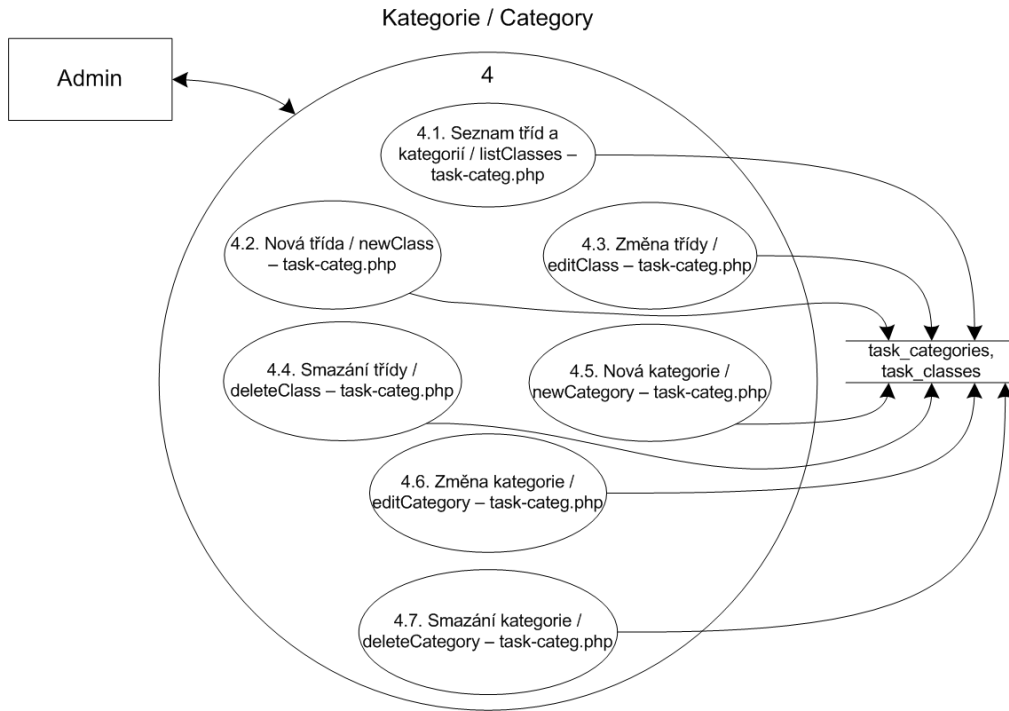 Kategorie / Category
Admin
4
4.1. Seznam tříd a
kategorií / listClasses –
task-categ.php
4.2. Nová třída / newClass
– task-categ.php
4.3. Změna třídy /
editClass – task-categ.php
task_categories,
task_classes
4.4. Smazání třídy /
deleteClass – task-categ.php
4.5. Nová kategorie /
newCategory – task-categ.php
4.6. Změna kategorie /
editCategory – task-categ.php
4.7. Smazání kategorie /
deleteCategory – task-categ.php